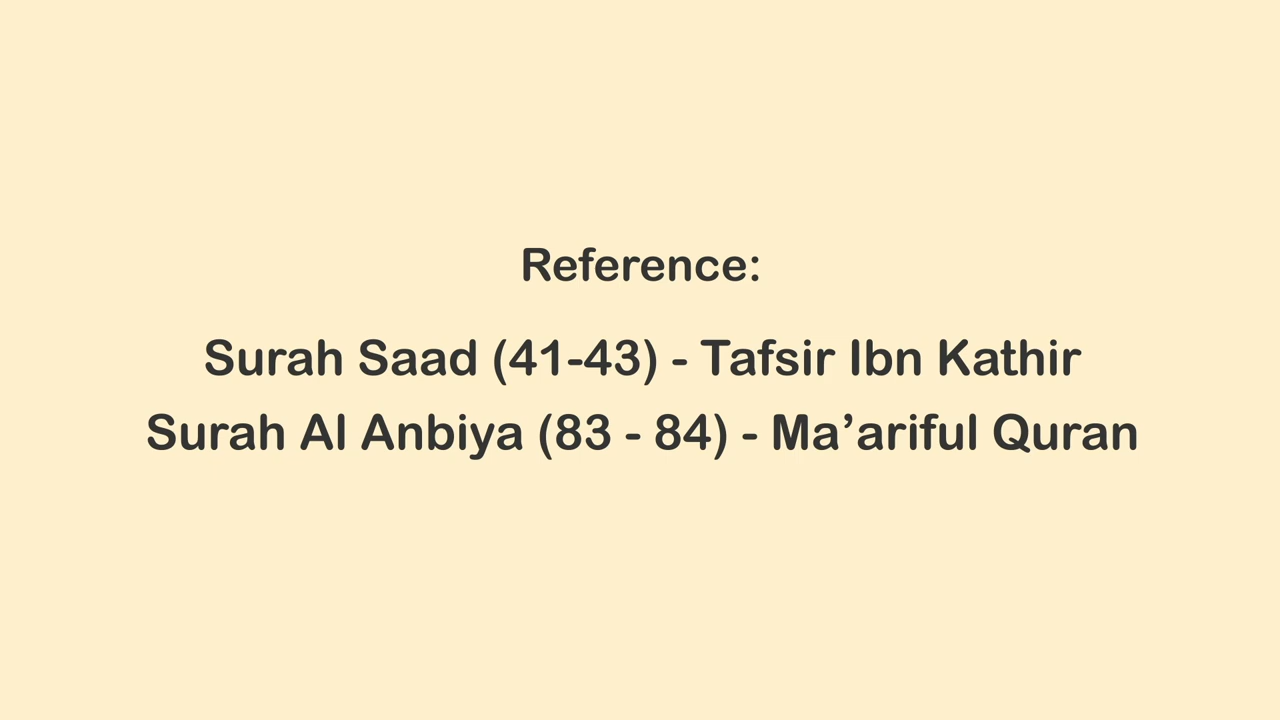 Reference:
Surah Saad (41-43) - Tafsir Ibn Kathir
Surah Al Anbiya (83 - 84) - Ma’ariful Quran